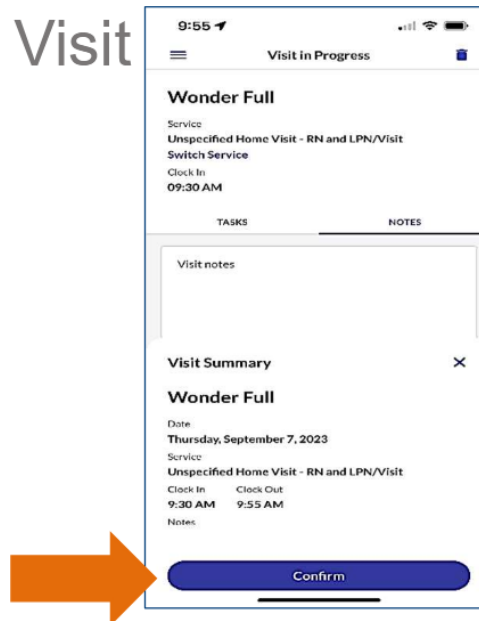 Visit
9:55
Visit in Progress
Wonder Full
Service
Unspecified Home Visit - RN and LPN/Visit
Switch Service
Clock In
09:30 AM
TASKS NOTES
Visit notes
Visit Summary
Wonder Full
Date
Thursday, September 7, 2023
Service
Unspecified Home Visit - RN and LPN/Visit
Clock In Clock Out
9:30 AM 9:55 AM
Notes
Confirm